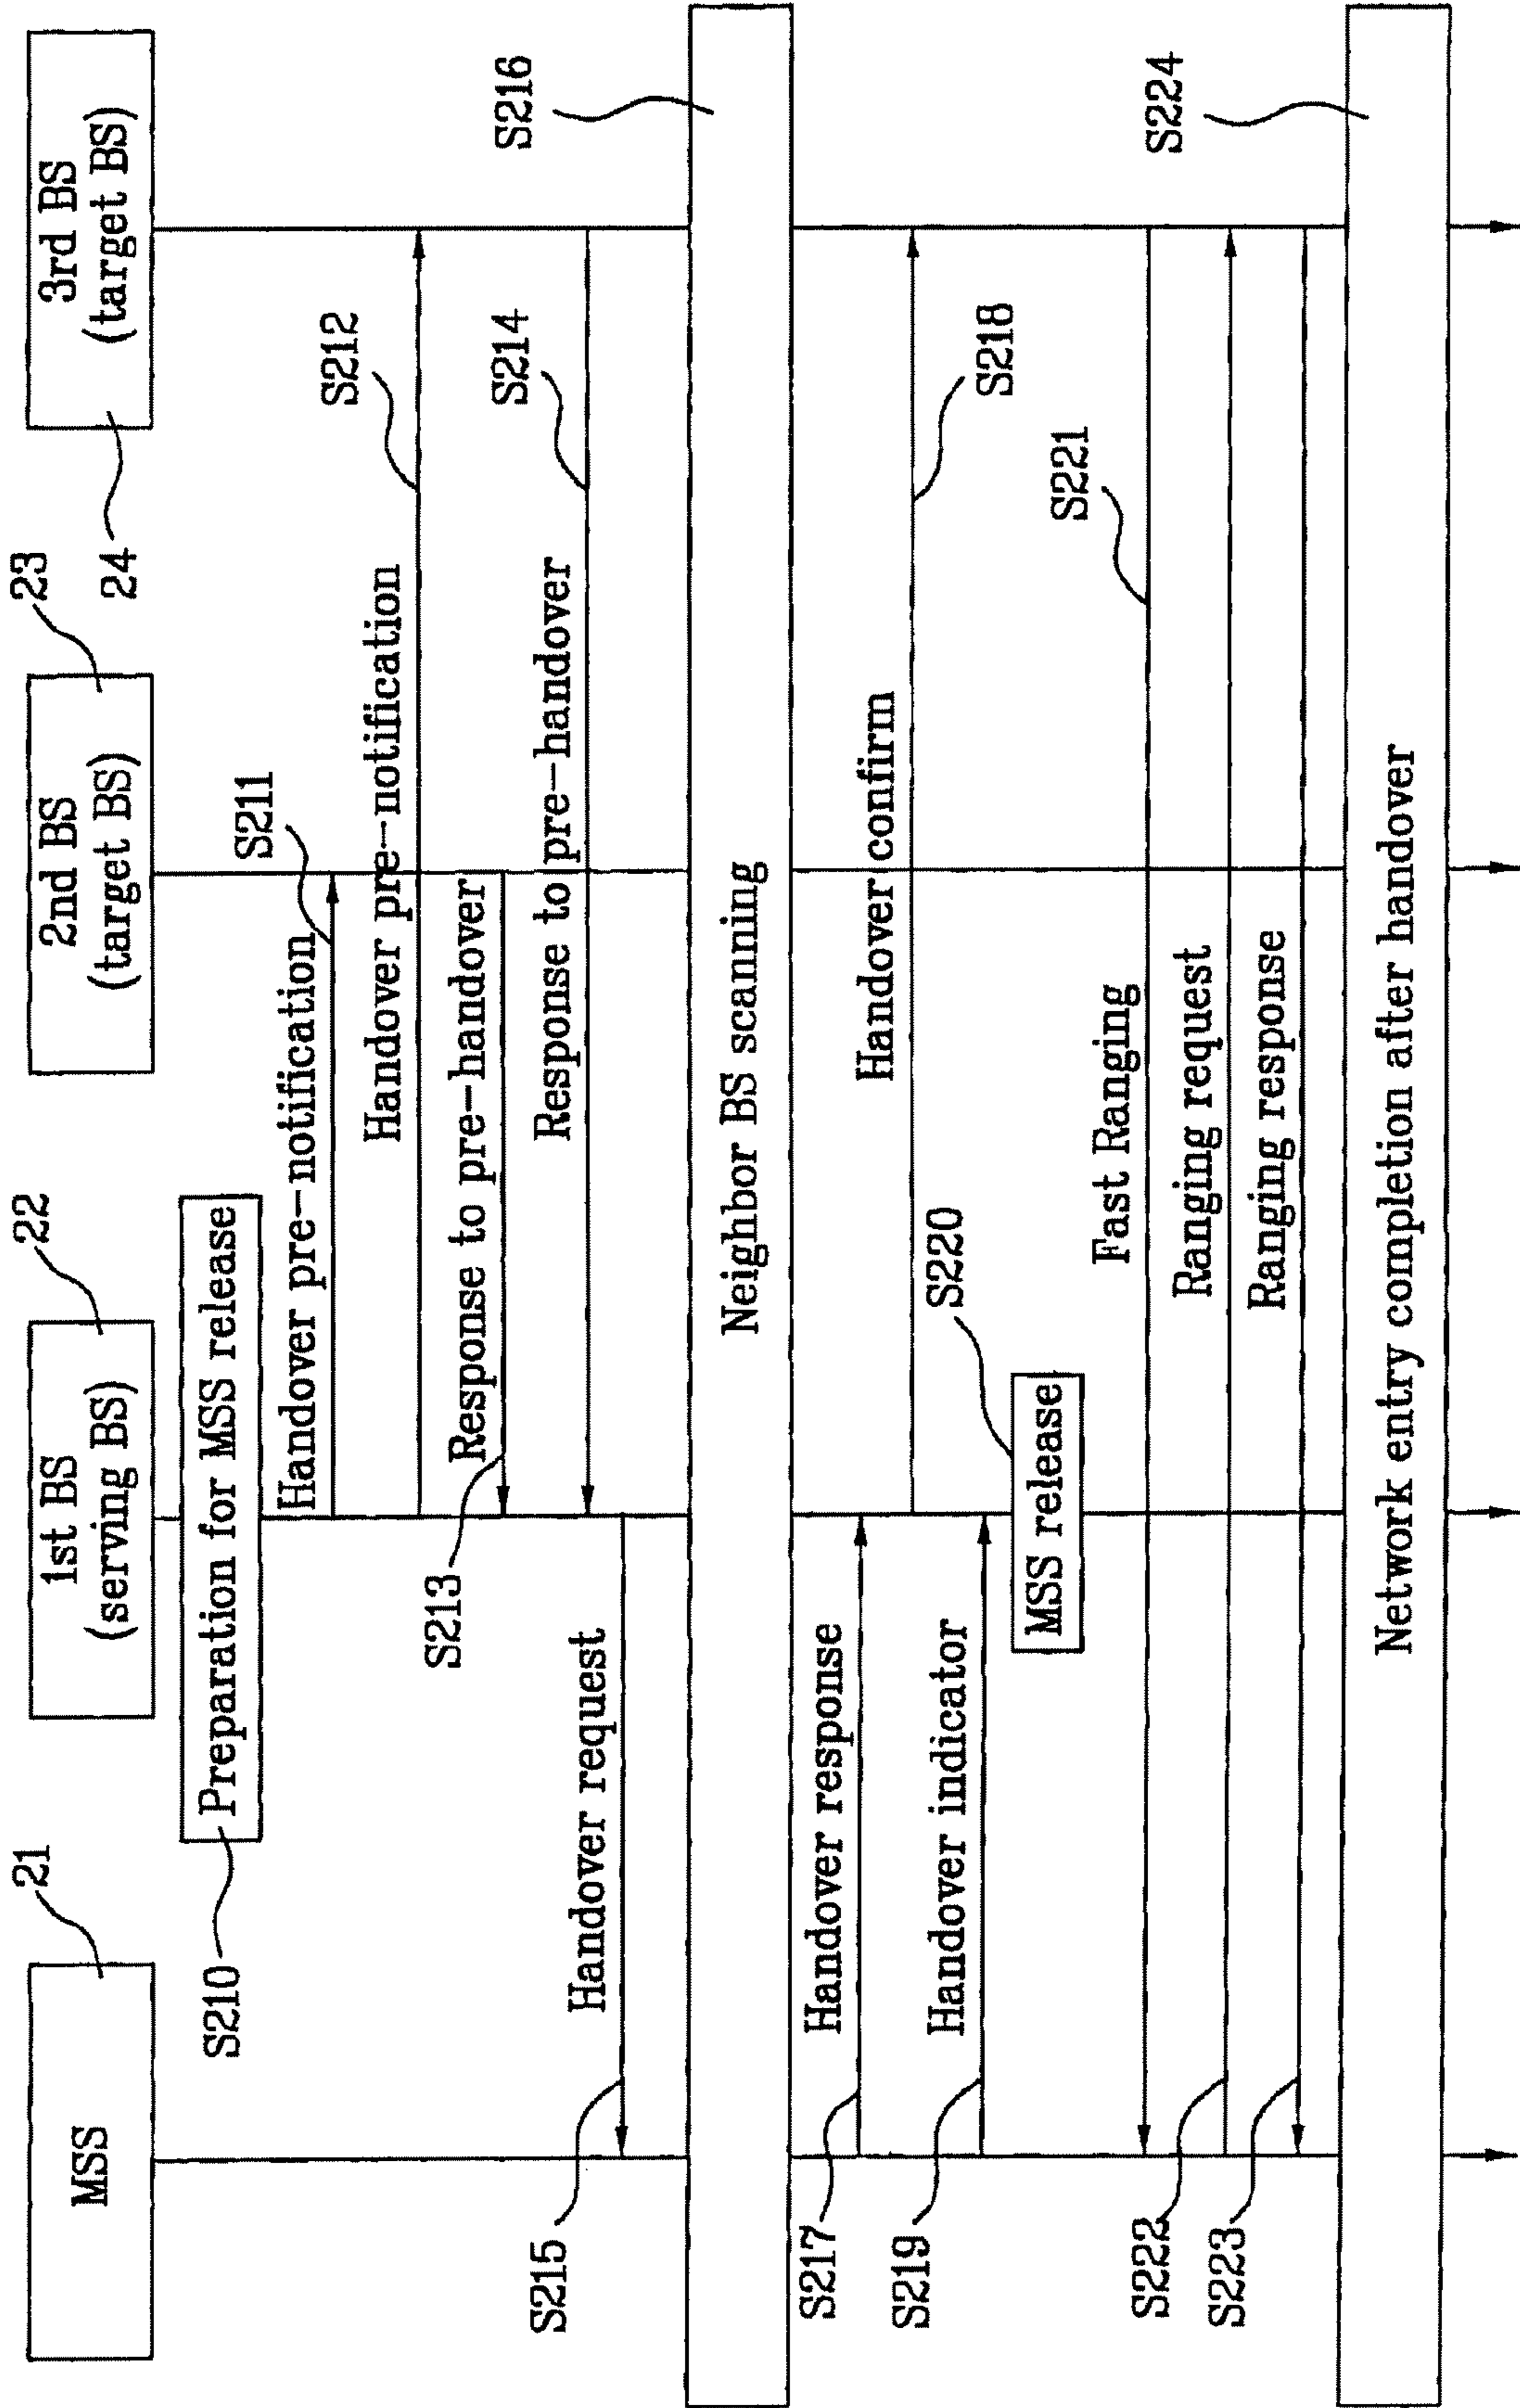 MSS
21
1st BS
(serving BS)
22
2nd BS
(target BS)
23
3rd BS
(target BS)
24
S210
Preparation for MSS release
Handover pre-notification
S211
Handover pre-notification
S212
Response to pre-handover
S213
Response to pre-handover
S214
Handover request
S215
Neighbor BS scanning
S216
Handover response
S217
Handover confirm
S218
Handover indicator
S219
MSS release
S220
Fast Ranging
S221
Ranging request
S222
Ranging response
S223
Network entry completion after handover
S224